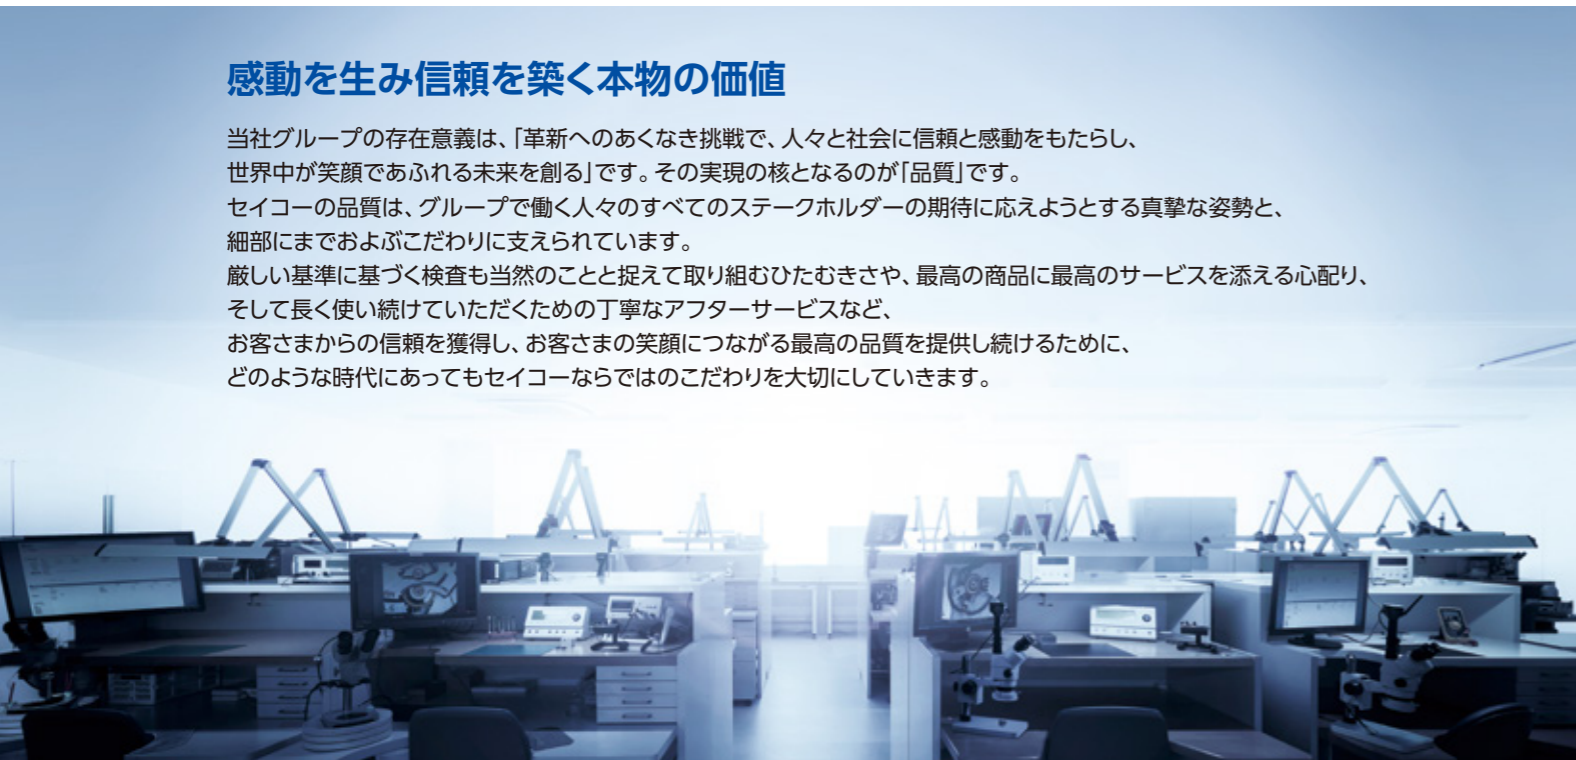 感動を生み信頼を築く本物の価値
当社グループの存在意義は、「革新へのあくなき挑戦で、人々と社会に信頼と感動をもたらし、
世界中が笑顔であふれる未来を創る」です。その実現の核となるのが「品質」です。
セイコーの品質は、グループで働く人々のすべてのステークホルダーの期待に応えようとする真摯な姿勢と、
細部にまでおよぶこだわりに支えられています。
厳しい基準に基づく検査も当然のことと捉えて取り組むひたむきさや、最高の商品に最高のサービスを添える心配り、
そして長く使い続けていただくための丁寧なアフターサービスなど、
お客さまからの信頼を獲得し、お客さまの笑顔につながる最高の品質を提供し続けるために、
どのような時代にあってもセイコーならではのこだわりを大切にしていきます。